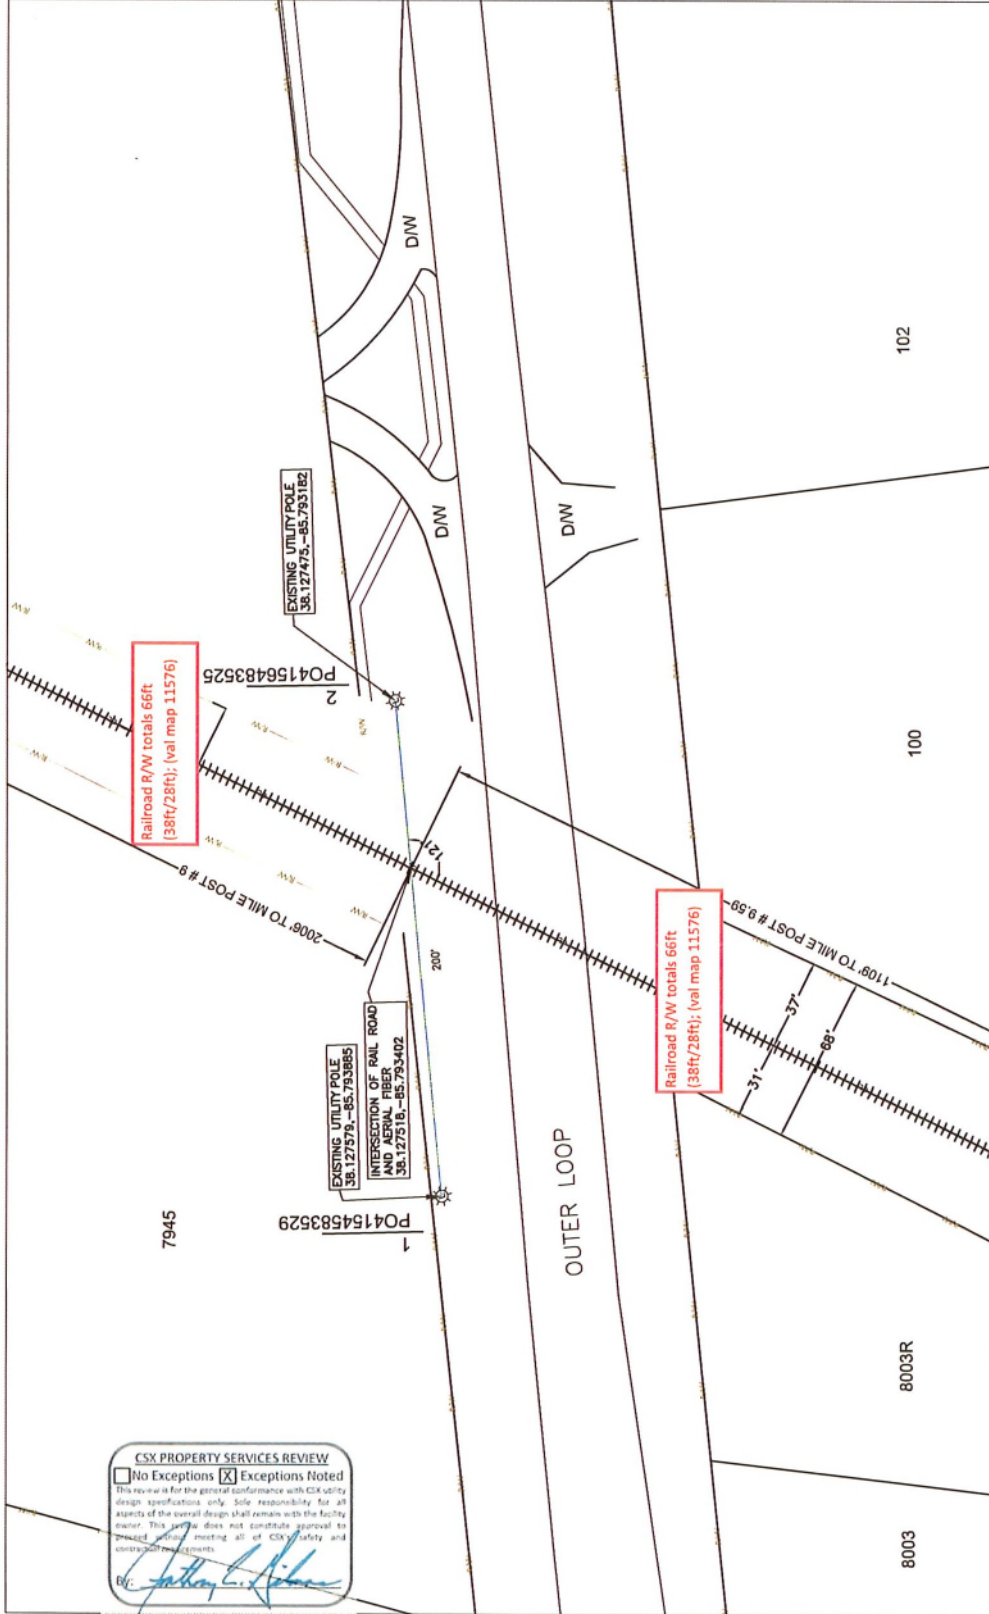 D/W
102
EXISTING UTILITY POLE
38.127475,-85.793182
D/W
D/W
R/W
R/W
PO4156483525
2
Railroad R/W totals 66ft
(38ft/28ft); (val map 11576)
R/W
R/W
R/W
R/W
R/W
R/W
R/W
100
2006' TO MILE POST # 9
121'
200'
Railroad R/W totals 66ft
(38ft/28ft); (val map 11576)
1109' TO MILE POST # 9.59
37'
31'
68'
INTERSECTION OF RAIL ROAD
AND AERIAL FIBER
38.127518,-85.793402
EXISTING UTILITY POLE
38.127579,-85.793885
PO4154583529
1
7945
OUTER LOOP
8003R
8003
CSX PROPERTY SERVICES REVIEW
No Exceptions X Exceptions Noted
This review is for the general conformance with CSX utility
design specifications only. Sole responsibility for all
aspects of the overall design shall remain with the facility
owner. This review does not constitute approval to
proceed without meeting all of CSX's safety and
contractual requirements.
By: